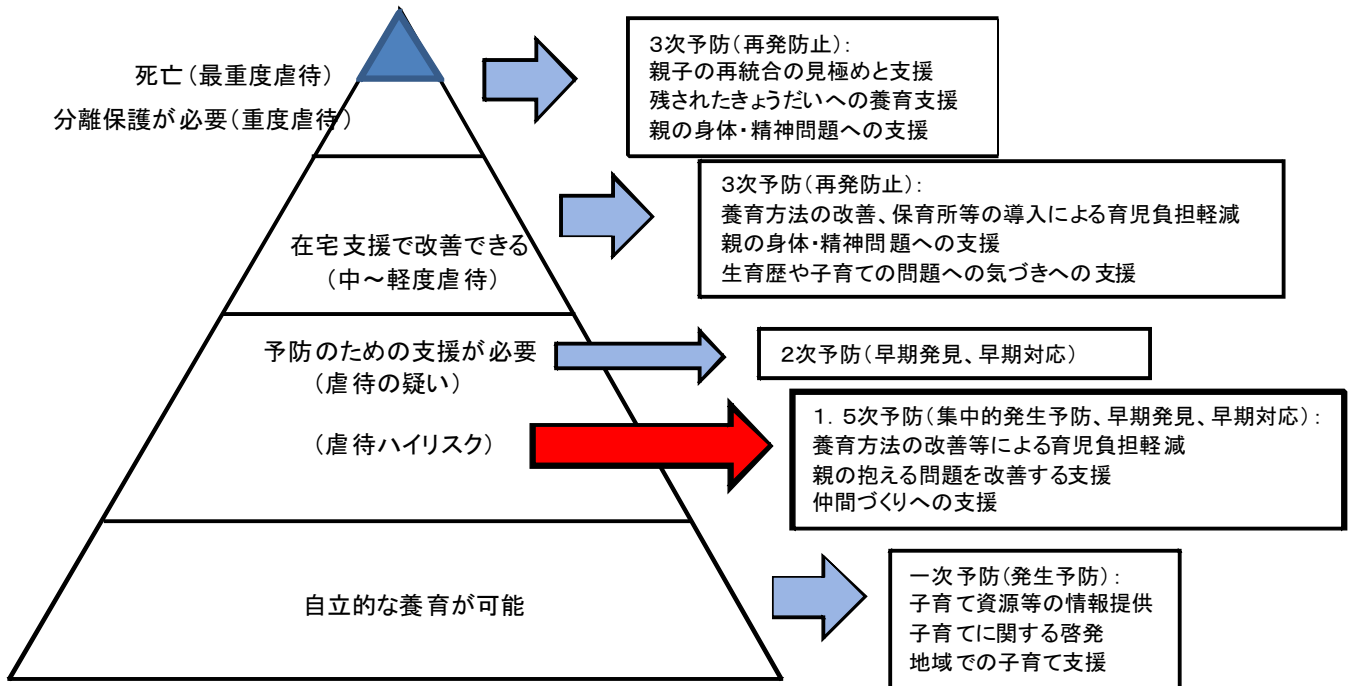 死亡（最重度虐待）
分離保護が必要（重度虐待）
3次予防（再発防止）：
親子の再統合の見極めと支援
残されたきょうだいへの養育支援
親の身体・精神問題への支援
在宅支援で改善できる
（中～軽度虐待）
3次予防（再発防止）：
養育方法の改善、保育所等の導入による育児負担軽減
親の身体・精神問題への支援
生育歴や子育ての問題への気づきへの支援
予防のための支援が必要
（虐待の疑い）
２次予防（早期発見、早期対応）
（虐待ハイリスク）
１．５次予防（集中的発生予防、早期発見、早期対応）：
養育方法の改善等による育児負担軽減
親の抱える問題を改善する支援
仲間づくりへの支援
自立的な養育が可能
一次予防（発生予防）：
子育て資源等の情報提供
子育てに関する啓発
地域での子育て支援